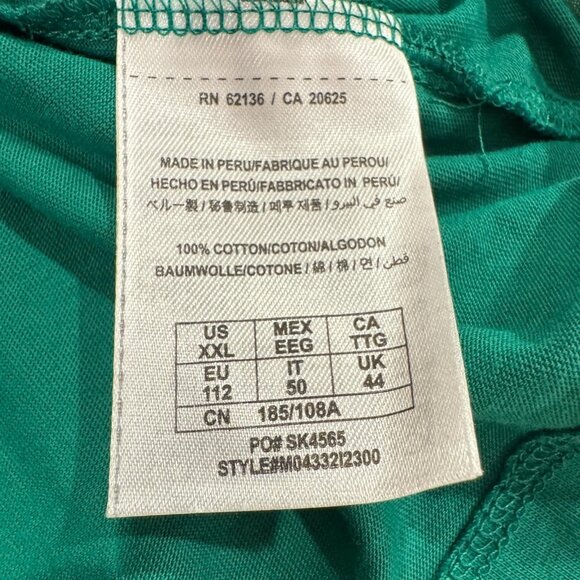 RN 62136 / CA 20625
MADE IN PERU/FABRIQUE AU PEROU/
HECHO EN PERÚ/FABBRICATO IN PERÚ/
ペルー製/秘鲁制造/페루 제품/صنع في البيرو/
100% COTTON/COTON/ALGODON
BAUMWOLLE/COTONE/綿/棉/면/قطن/
US MEX CA
XXL EEG TTG
EU IT UK
112 50 44
CN 185/108A
PO# SK4565
STYLE#M04332I2300